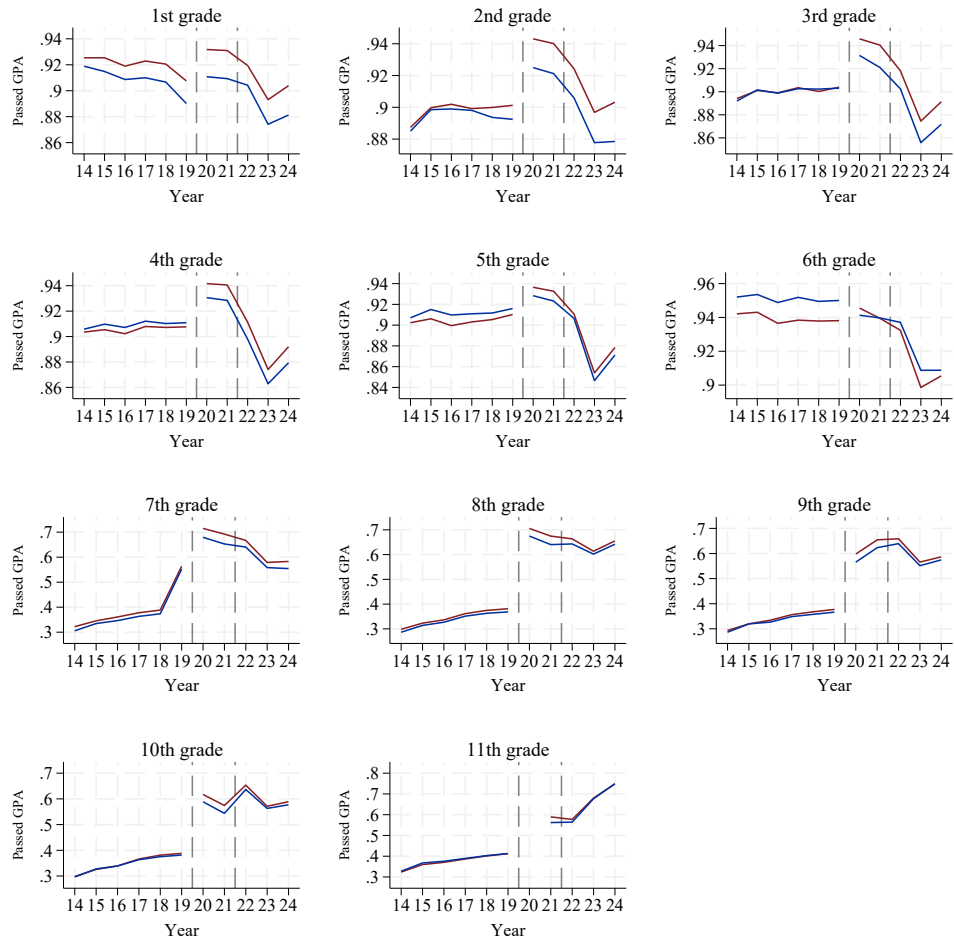 1st grade
Passed GPA
.94
.92
.9
.88
.86
14 15 16 17 18 19 20 21 22 23 24
Year
2nd grade
Passed GPA
.94
.92
.9
.88
14 15 16 17 18 19 20 21 22 23 24
Year
3rd grade
Passed GPA
.94
.92
.9
.88
.86
14 15 16 17 18 19 20 21 22 23 24
Year
4th grade
Passed GPA
.94
.92
.9
.88
.86
14 15 16 17 18 19 20 21 22 23 24
Year
5th grade
Passed GPA
.94
.92
.9
.88
.86
.84
14 15 16 17 18 19 20 21 22 23 24
Year
6th grade
Passed GPA
.96
.94
.92
.9
14 15 16 17 18 19 20 21 22 23 24
Year
7th grade
Passed GPA
.7
.6
.5
.4
.3
14 15 16 17 18 19 20 21 22 23 24
Year
8th grade
Passed GPA
.7
.6
.5
.4
.3
14 15 16 17 18 19 20 21 22 23 24
Year
9th grade
Passed GPA
.7
.6
.5
.4
.3
14 15 16 17 18 19 20 21 22 23 24
Year
10th grade
Passed GPA
.7
.6
.5
.4
.3
14 15 16 17 18 19 20 21 22 23 24
Year
11th grade
Passed GPA
.8
.7
.6
.5
.4
.3
14 15 16 17 18 19 20 21 22 23 24
Year